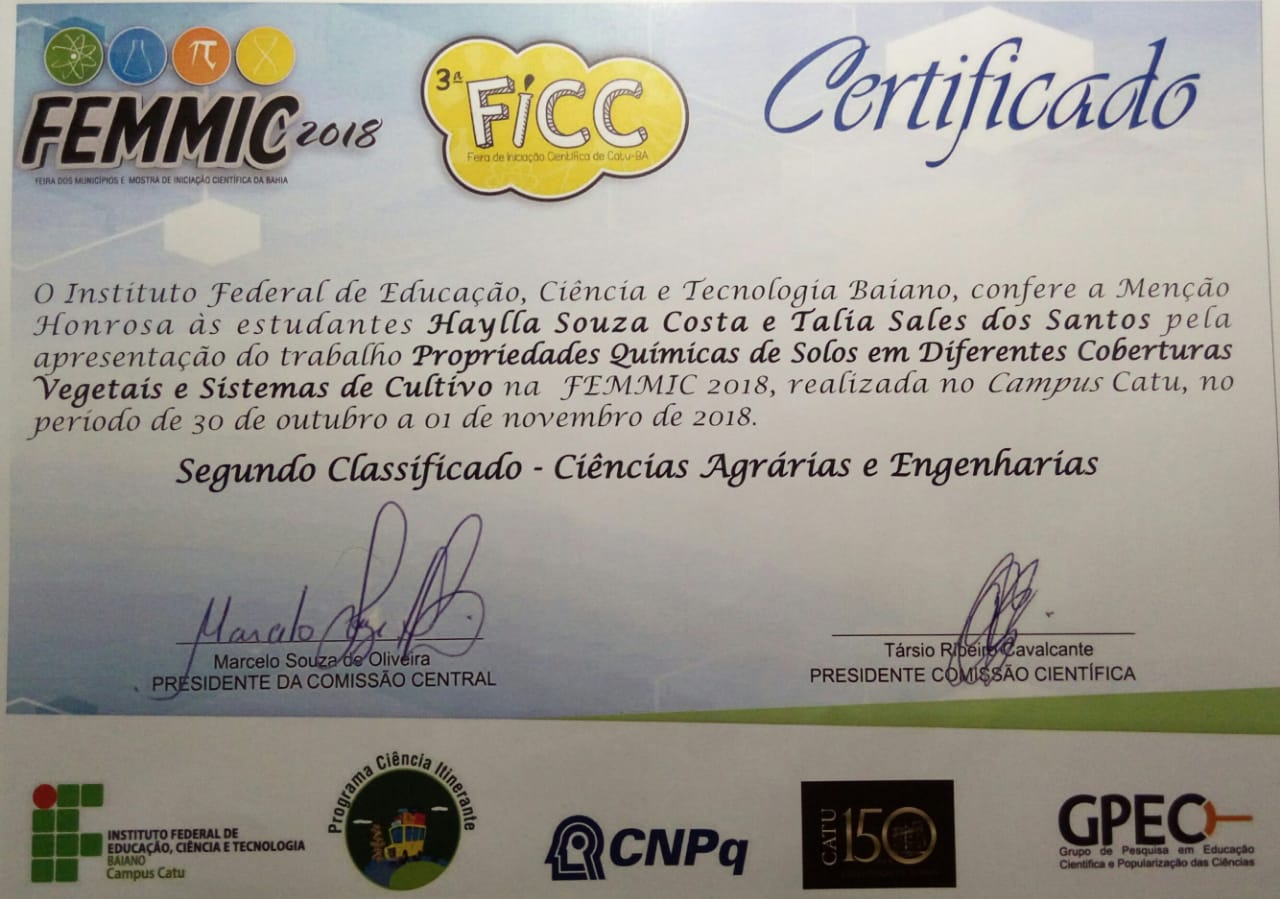 FEMMIC 2018
FEIRA DOS MUNICÍPIOS E MOSTRA DE INICIAÇÃO CIENTÍFICA DA BAHIA
3ª FiCC
Feira de Iniciação Científica de Catu-BA
Certificado
O Instituto Federal de Educação, Ciência e Tecnologia Baiano, confere a Menção
Honrosa às estudantes Haylla Souza Costa e Talia Sales dos Santos pela
apresentação do trabalho Propriedades Químicas de Solos em Diferentes Coberturas
Vegetais e Sistemas de Cultivo na FEMMIC 2018, realizada no Campus Catu, no
período de 30 de outubro a 01 de novembro de 2018.
Segundo Classificado - Ciências Agrárias e Engenharias
Marcelo
Marcelo Souza de Oliveira
PRESIDENTE DA COMISSÃO CENTRAL
Társio Ribeiro Cavalcante
PRESIDENTE COMISSÃO CIENTÍFICA
INSTITUTO FEDERAL DE
EDUCAÇÃO, CIÊNCIA E TECNOLOGIA
BAIANO
Campus Catu
Programa Ciência Itinerante
CNPq
CATU 150
GPEC
Grupo de Pesquisa em Educação
Científica e Popularização das Ciências